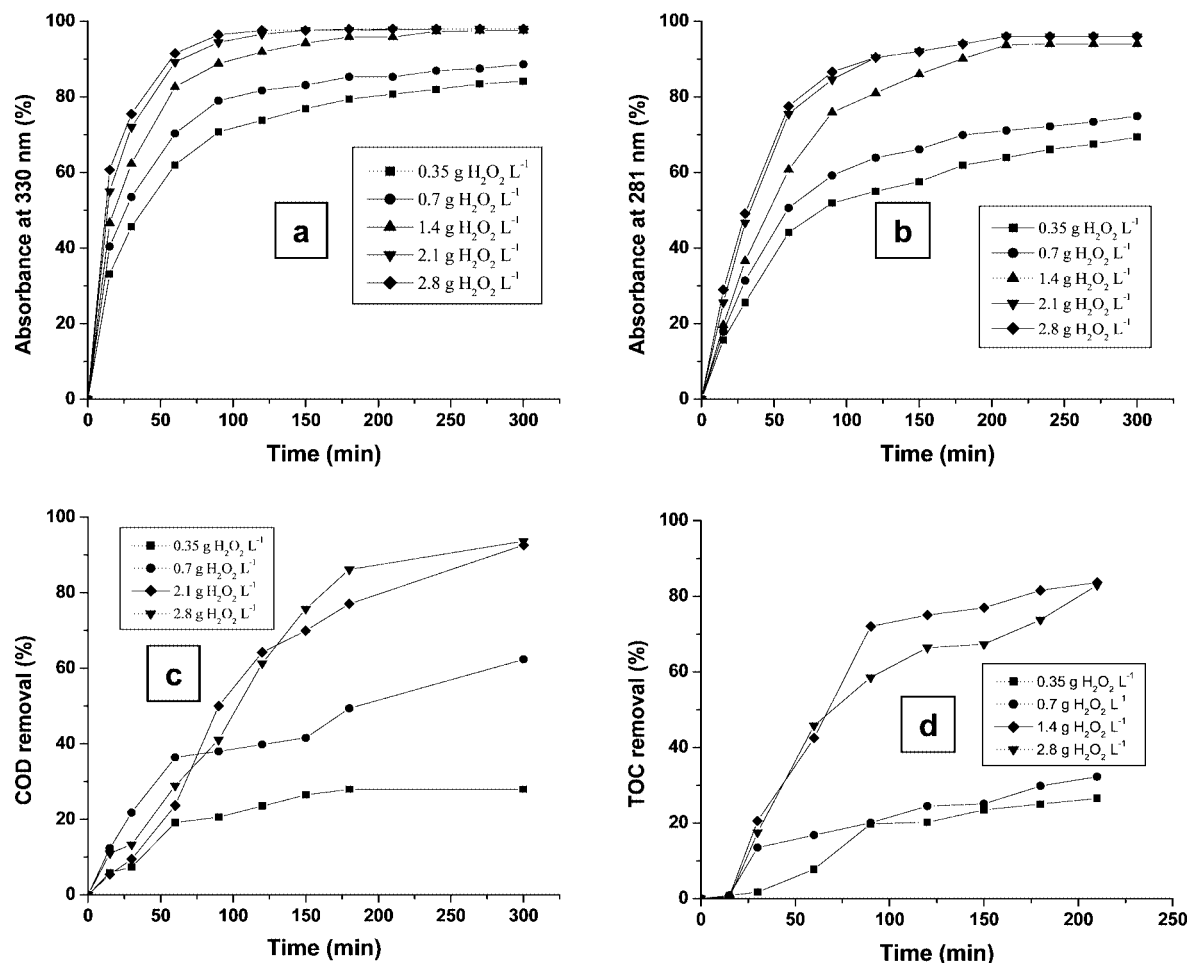 Absorbance at 330 nm (%)
100
80
60
40
20
0
0 50 100 150 200 250 300
Time (min)
a
0.35 g H₂O₂ L⁻¹
0.7 g H₂O₂ L⁻¹
1.4 g H₂O₂ L⁻¹
2.1 g H₂O₂ L⁻¹
2.8 g H₂O₂ L⁻¹
Absorbance at 281 nm (%)
100
80
60
40
20
0
0 50 100 150 200 250 300
Time (min)
b
0.35 g H₂O₂ L⁻¹
0.7 g H₂O₂ L⁻¹
1.4 g H₂O₂ L⁻¹
2.1 g H₂O₂ L⁻¹
2.8 g H₂O₂ L⁻¹
COD removal (%)
100
80
60
40
20
0
0 50 100 150 200 250 300
Time (min)
0.35 g H₂O₂ L⁻¹
0.7 g H₂O₂ L⁻¹
2.1 g H₂O₂ L⁻¹
2.8 g H₂O₂ L⁻¹
c
TOC removal (%)
100
80
60
40
20
0
0 50 100 150 200 250
Time (min)
d
0.35 g H₂O₂ L⁻¹
0.7 g H₂O₂ L⁻¹
1.4 g H₂O₂ L⁻¹
2.8 g H₂O₂ L⁻¹